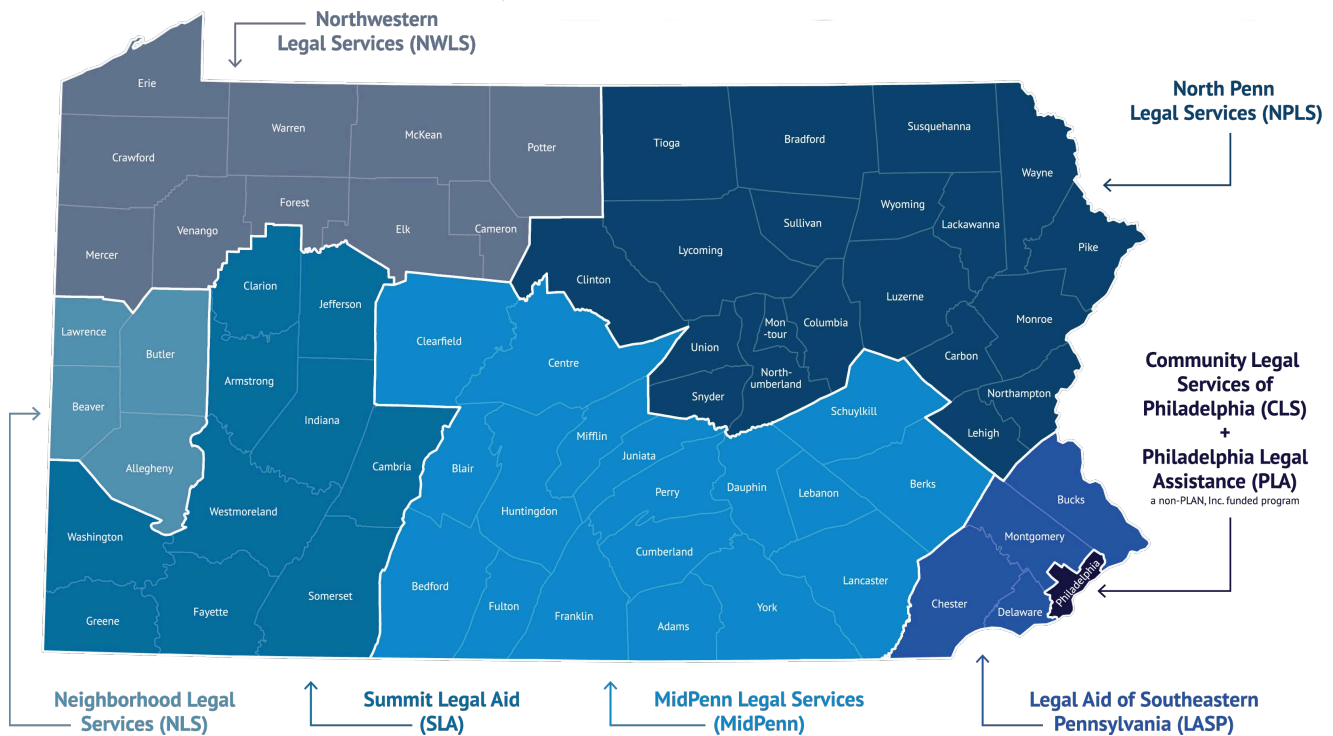 Northwestern
Legal Services (NWLS)
North Penn
Legal Services (NPLS)
Erie
Warren
McKean
Potter
Crawford
Forest
Elk
Cameron
Venango
Mercer
Tioga
Bradford
Susquehanna
Wayne
Wyoming
Lackawanna
Sullivan
Lycoming
Pike
Clinton
Luzerne
Monroe
Mon
-tour
Columbia
Union
Carbon
North-
umberland
Snyder
Northampton
Lehigh
Clarion
Jefferson
Lawrence
Butler
Beaver
Allegheny
Armstrong
Indiana
Cambria
Westmoreland
Washington
Greene
Fayette
Somerset
Clearfield
Centre
Schuylkill
Mifflin
Juniata
Blair
Perry
Dauphin
Lebanon
Berks
Huntingdon
Cumberland
Bedford
Fulton
Franklin
Adams
York
Lancaster
Bucks
Montgomery
Chester
Delaware
Philadelphia
Community Legal
Services of
Philadelphia (CLS)
+
Philadelphia Legal
Assistance (PLA)
a non-PLAN, Inc. funded program
Neighborhood Legal
Services (NLS)
Summit Legal Aid
(SLA)
MidPenn Legal Services
(MidPenn)
Legal Aid of Southeastern
Pennsylvania (LASP)